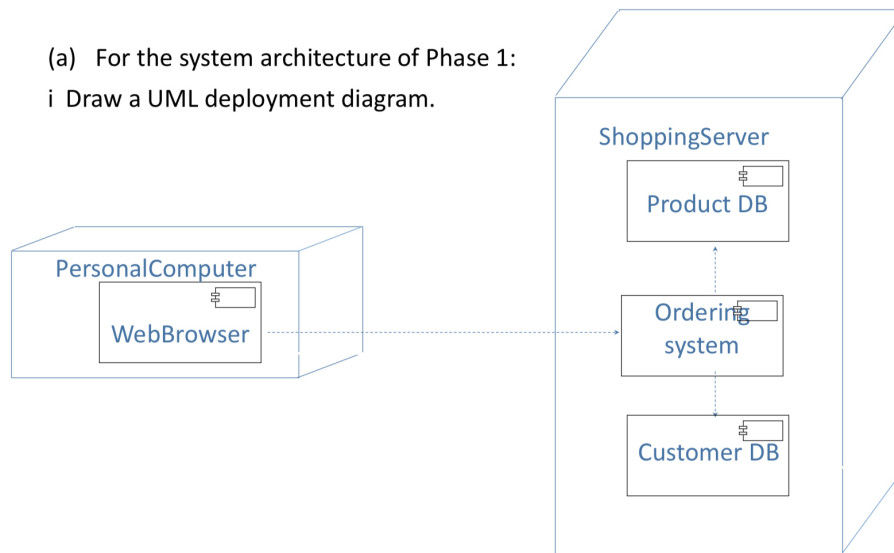 (a) For the system architecture of Phase 1:
i Draw a UML deployment diagram.
ShoppingServer
Product DB
PersonalComputer
WebBrowser
Ordering
system
Customer DB